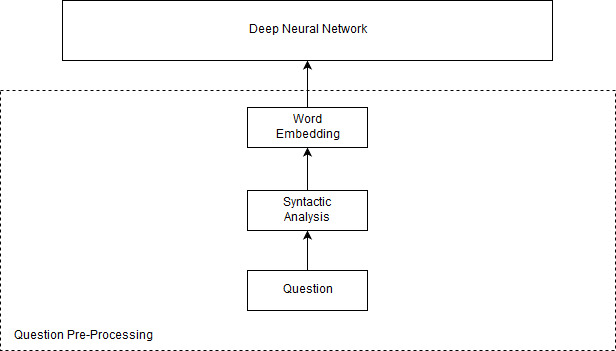 Deep Neural Network
Word
Embedding
Syntactic
Analysis
Question
Question Pre-Processing